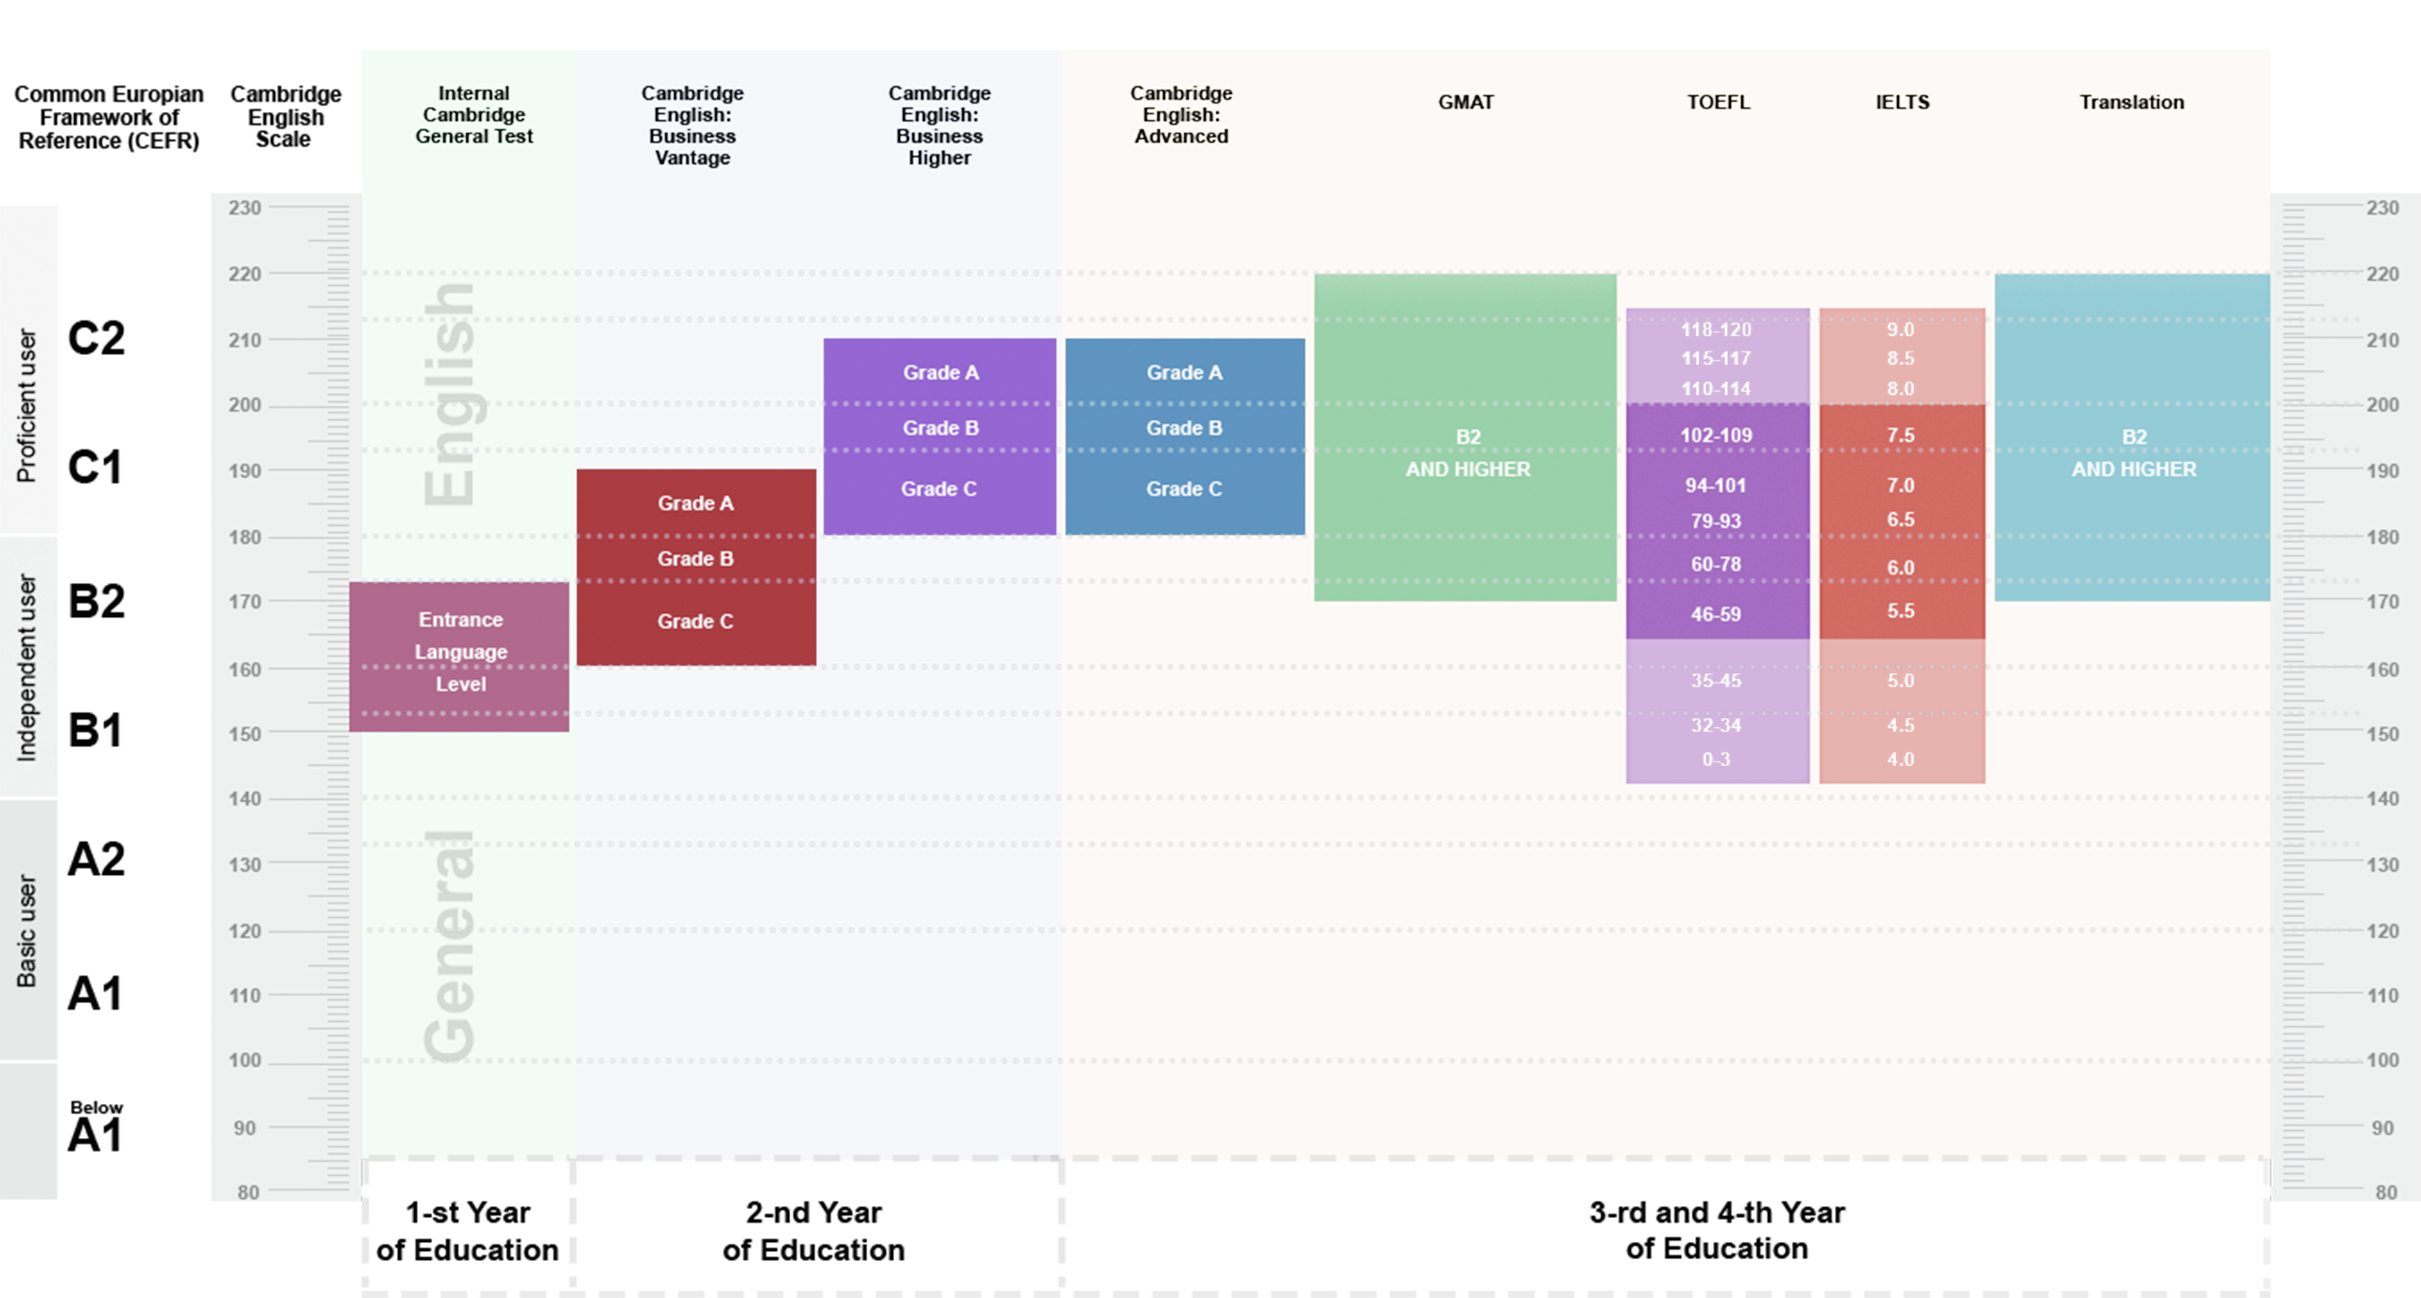 Common Europian
Framework of
Reference (CEFR)
Cambridge
English
Scale
Internal
Cambridge
General Test
Cambridge
English:
Business
Vantage
Cambridge
English:
Business
Higher
Cambridge
English:
Advanced
GMAT
TOEFL
IELTS
Translation
Proficient user
Independent user
Basic user
C2
C1
B2
B1
A2
A1
Below
A1
230
220
210
200
190
180
170
160
150
140
130
120
110
100
90
80
General English
Entrance
Language
Level
Grade A
Grade B
Grade C
Grade A
Grade B
Grade C
Grade A
Grade B
Grade C
B2
AND HIGHER
118-120
115-117
110-114
102-109
94-101
79-93
60-78
46-59
35-45
32-34
0-3
9.0
8.5
8.0
7.5
7.0
6.5
6.0
5.5
5.0
4.5
4.0
B2
AND HIGHER
230
220
210
200
190
180
170
160
150
140
130
120
110
100
90
80
1-st Year
of Education
2-nd Year
of Education
3-rd and 4-th Year
of Education